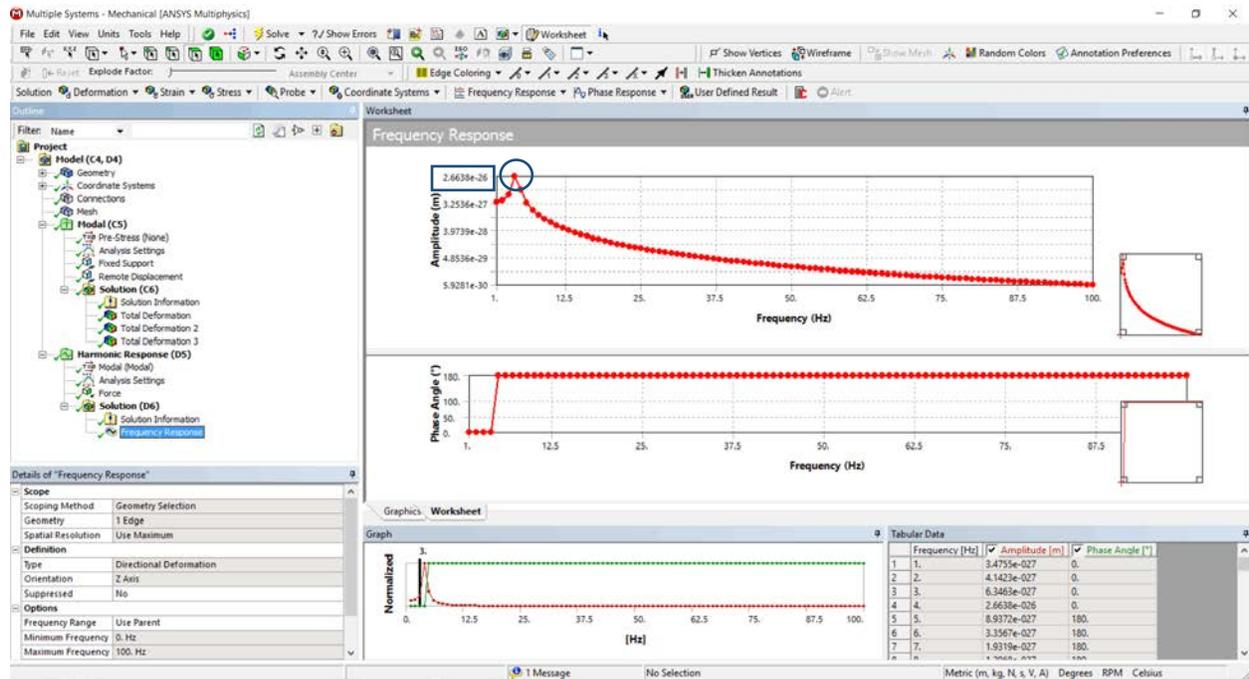 Multiple Systems - Mechanical [ANSYS Multiphysics]
File Edit View Units Tools Help Solve ?/ Show Errors Worksheet
Show Vertices Wireframe Show Mesh Random Colors Annotation Preferences
Reset Explode Factor: Assembly Center Edge Coloring Thicken Annotations
Solution Deformation Strain Stress Probe Coordinate Systems Frequency Response Phase Response User Defined Result Alert
Outline
Filter: Name
Project
Model (C4, D4)
Geometry
Coordinate Systems
Connections
Mesh
Modal (C5)
Pre-Stress (None)
Analysis Settings
Fixed Support
Remote Displacement
Solution (C6)
Solution Information
Total Deformation
Total Deformation 2
Total Deformation 3
Harmonic Response (D5)
Modal (Modal)
Analysis Settings
Force
Solution (D6)
Solution Information
Frequency Response
Details of "Frequency Response"
Scope
Scoping Method Geometry Selection
Geometry 1 Edge
Spatial Resolution Use Maximum
Definition
Type Directional Deformation
Orientation Z Axis
Suppressed No
Options
Frequency Range Use Parent
Minimum Frequency 0. Hz
Maximum Frequency 100. Hz
Worksheet
Frequency Response
Amplitude (m)
2.6638e-26
3.2536e-27
3.9739e-28
4.8536e-29
5.9281e-30
1. 12.5 25. 37.5 50. 62.5 75. 87.5 100.
Frequency (Hz)
Phase Angle (°)
180.
100.
50.
0.
1. 12.5 25. 37.5 50. 62.5 75. 87.5
Frequency (Hz)
Graphics Worksheet
Graph
3.
Normalized
0. 12.5 25. 37.5 50. 62.5 75. 87.5 100.
[Hz]
Tabular Data
Frequency [Hz] Amplitude [m] Phase Angle [°]
1 1. 3.4755e-027 0.
2 2. 4.1423e-027 0.
3 3. 6.3463e-027 0.
4 4. 2.6638e-026 0.
5 5. 8.9372e-027 180.
6 6. 3.3567e-027 180.
7 7. 1.9319e-027 180.
1 Message No Selection Metric (m, kg, N, s, V, A) Degrees RPM Celsius